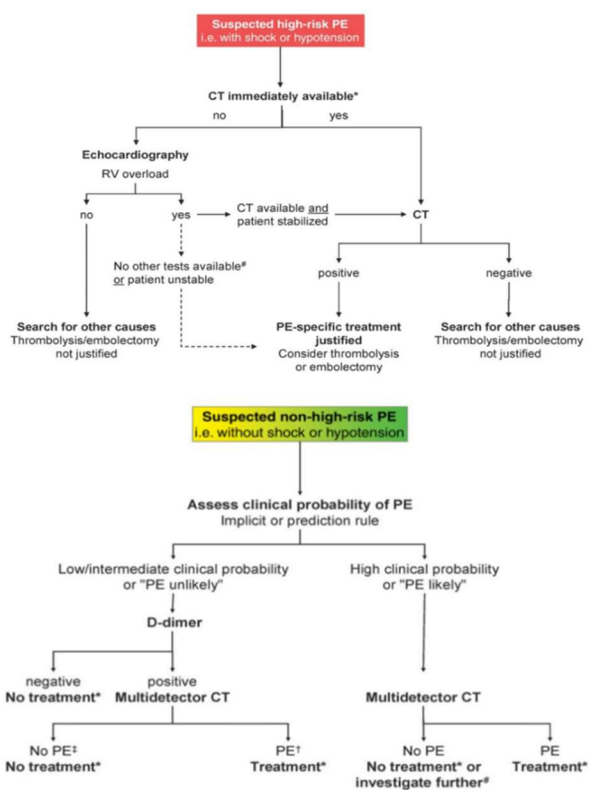 Suspected high-risk PE
i.e. with shock or hypotension
CT immediately available*
no yes
Echocardiography
RV overload
no yes
CT available and
patient stabilized
CT
No other tests available#
or patient unstable
positive negative
Search for other causes
Thrombolysis/embolectomy
not justified
PE-specific treatment
justified
Consider thrombolysis
or embolectomy
Search for other causes
Thrombolysis/embolectomy
not justified
Suspected non-high-risk PE
i.e. without shock or hypotension
Assess clinical probability of PE
Implicit or prediction rule
Low/intermediate clinical probability
or "PE unlikely"
High clinical probability
or "PE likely"
D-dimer
negative
No treatment*
positive
Multidetector CT
Multidetector CT
No PE‡
No treatment*
PE†
Treatment*
No PE
No treatment* or
investigate further#
PE
Treatment*